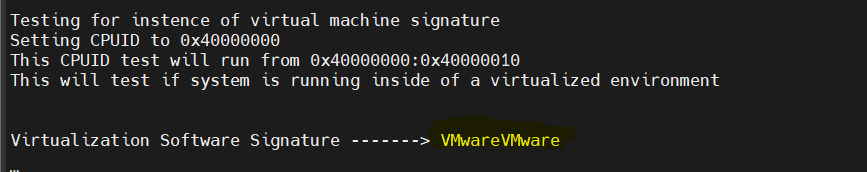 Testing for instence of virtual machine signature
Setting CPUID to 0x40000000
This CPUID test will run from 0x40000000:0x40000010
This will test if system is running inside of a virtualized environment
Virtualization Software Signature -------> VMwareVMware